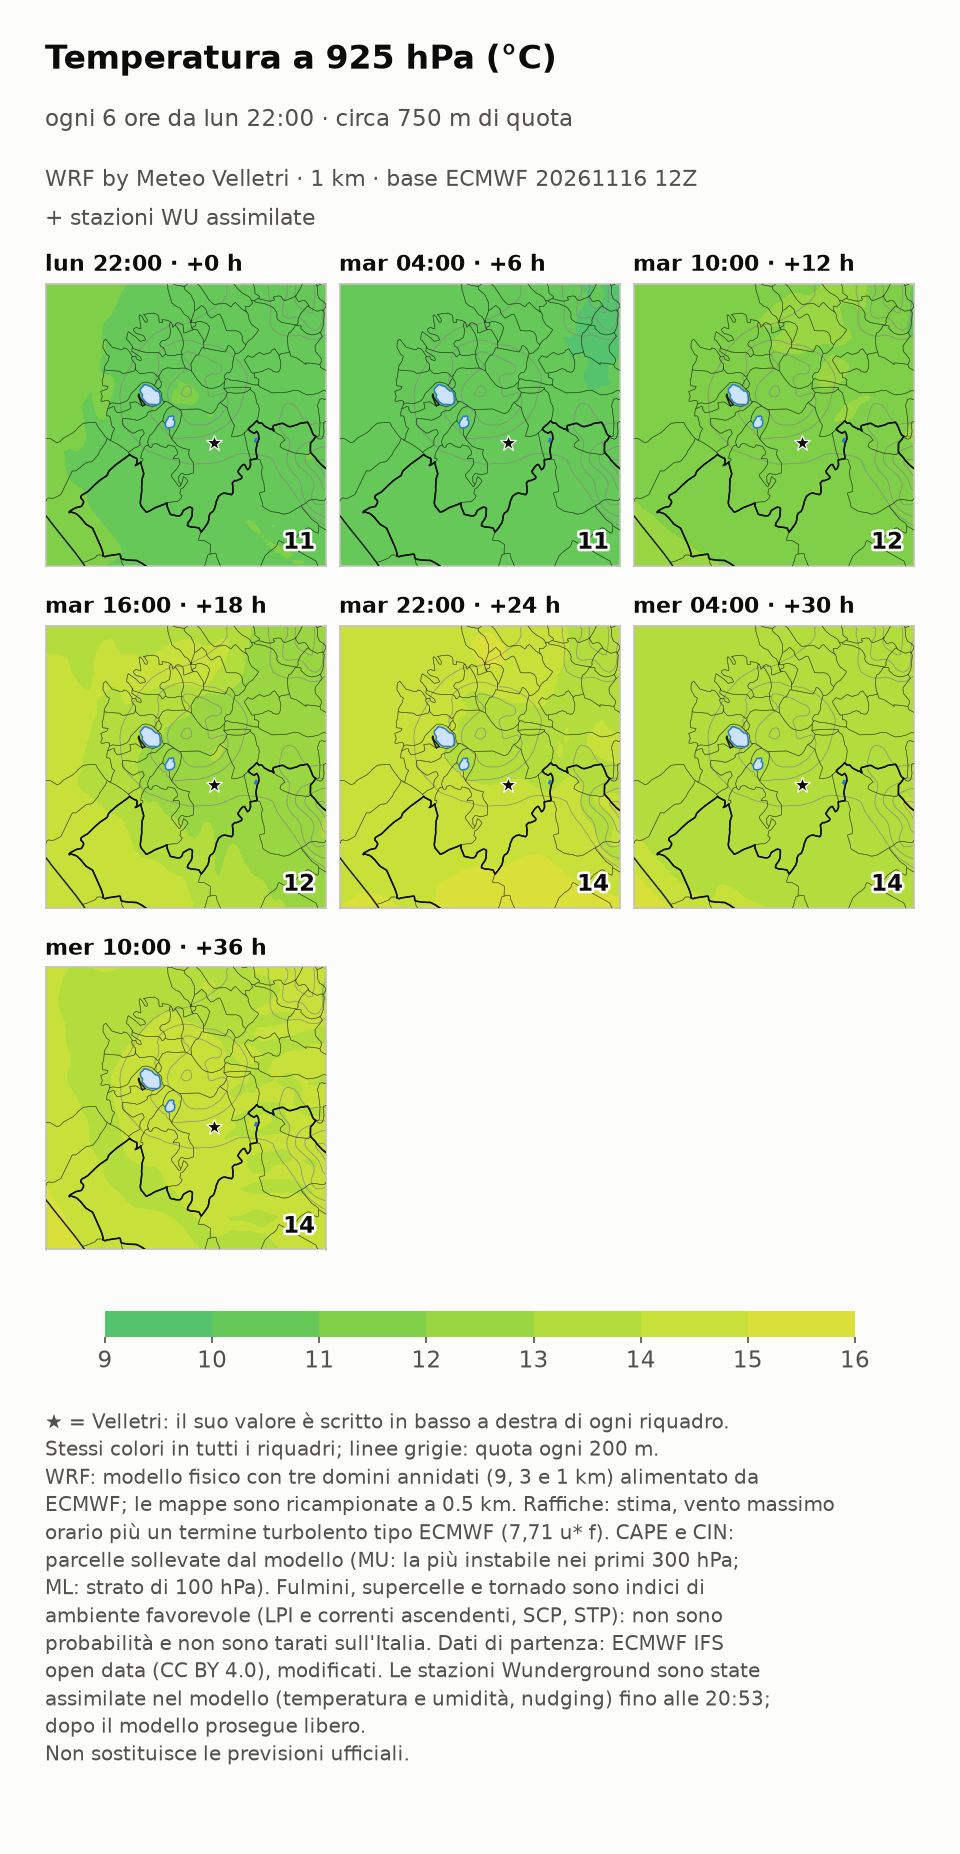 Temperatura a 925 hPa (°C)
ogni 6 ore da lun 22:00 · circa 750 m di quota
WRF by Meteo Velletri · 1 km · base ECMWF 20261116 12Z
+ stazioni WU assimilate
lun 22:00 · +0 h
mar 04:00 · +6 h
mar 10:00 · +12 h
11
11
12
mar 16:00 · +18 h
mar 22:00 · +24 h
mer 04:00 · +30 h
12
14
14
mer 10:00 · +36 h
14
9 10 11 12 13 14 15 16
★ = Velletri: il suo valore è scritto in basso a destra di ogni riquadro.
Stessi colori in tutti i riquadri; linee grigie: quota ogni 200 m.
WRF: modello fisico con tre domini annidati (9, 3 e 1 km) alimentato da
ECMWF; le mappe sono ricampionate a 0.5 km. Raffiche: stima, vento massimo
orario più un termine turbolento tipo ECMWF (7,71 u* f). CAPE e CIN:
parcelle sollevate dal modello (MU: la più instabile nei primi 300 hPa;
ML: strato di 100 hPa). Fulmini, supercelle e tornado sono indici di
ambiente favorevole (LPI e correnti ascendenti, SCP, STP): non sono
probabilità e non sono tarati sull'Italia. Dati di partenza: ECMWF IFS
open data (CC BY 4.0), modificati. Le stazioni Wunderground sono state
assimilate nel modello (temperatura e umidità, nudging) fino alle 20:53;
dopo il modello prosegue libero.
Non sostituisce le previsioni ufficiali.